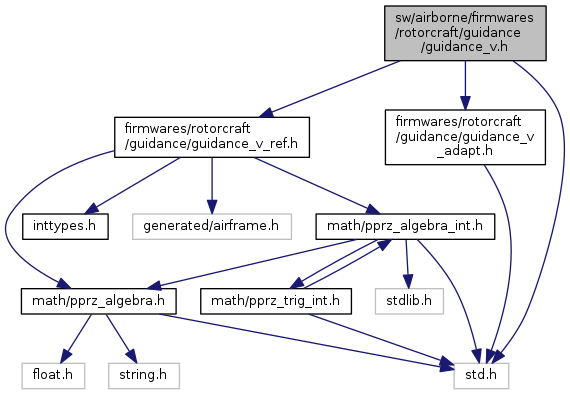 sw/airborne/firmwares
/rotorcraft/guidance
/guidance_v.h
firmwares/rotorcraft
/guidance/guidance_v_ref.h
firmwares/rotorcraft
/guidance/guidance_v
_adapt.h
inttypes.h
generated/airframe.h
math/pprz_algebra_int.h
math/pprz_algebra.h
math/pprz_trig_int.h
stdlib.h
float.h
string.h
std.h